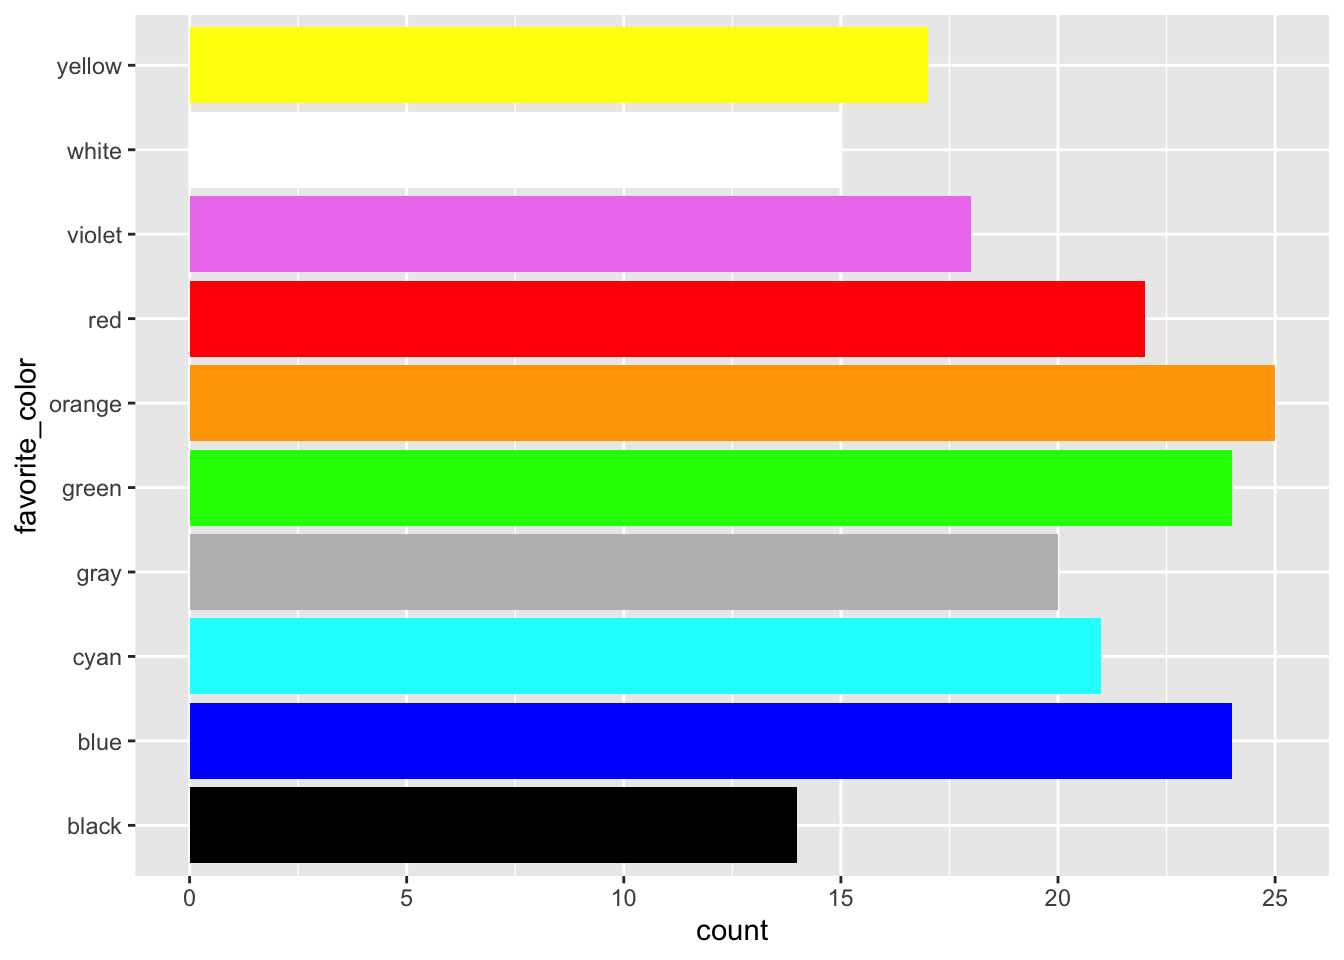 yellow
white
violet
red
orange
green
gray
cyan
blue
black
favorite_color
0 5 10 15 20 25
count